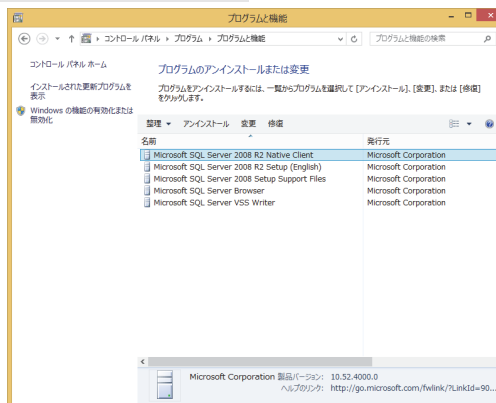 プログラムと機能
コントロール パネル ▸ プログラム ▸ プログラムと機能
プログラムと機能の検索
コントロール パネル ホーム
インストールされた更新プログラムを
表示
Windows の機能の有効化または
無効化
プログラムのアンインストールまたは変更
プログラムをアンインストールするには、一覧からプログラムを選択して [アンインストール]、[変更]、または [修復]
をクリックします。
整理 ▼ アンインストール 変更 修復
名前 発行元
Microsoft SQL Server 2008 R2 Native Client Microsoft Corporation
Microsoft SQL Server 2008 R2 Setup (English) Microsoft Corporation
Microsoft SQL Server 2008 Setup Support Files Microsoft Corporation
Microsoft SQL Server Browser Microsoft Corporation
Microsoft SQL Server VSS Writer Microsoft Corporation
Microsoft Corporation 製品バージョン: 10.52.4000.0
ヘルプのリンク: http://go.microsoft.com/fwlink/?LinkId=90...